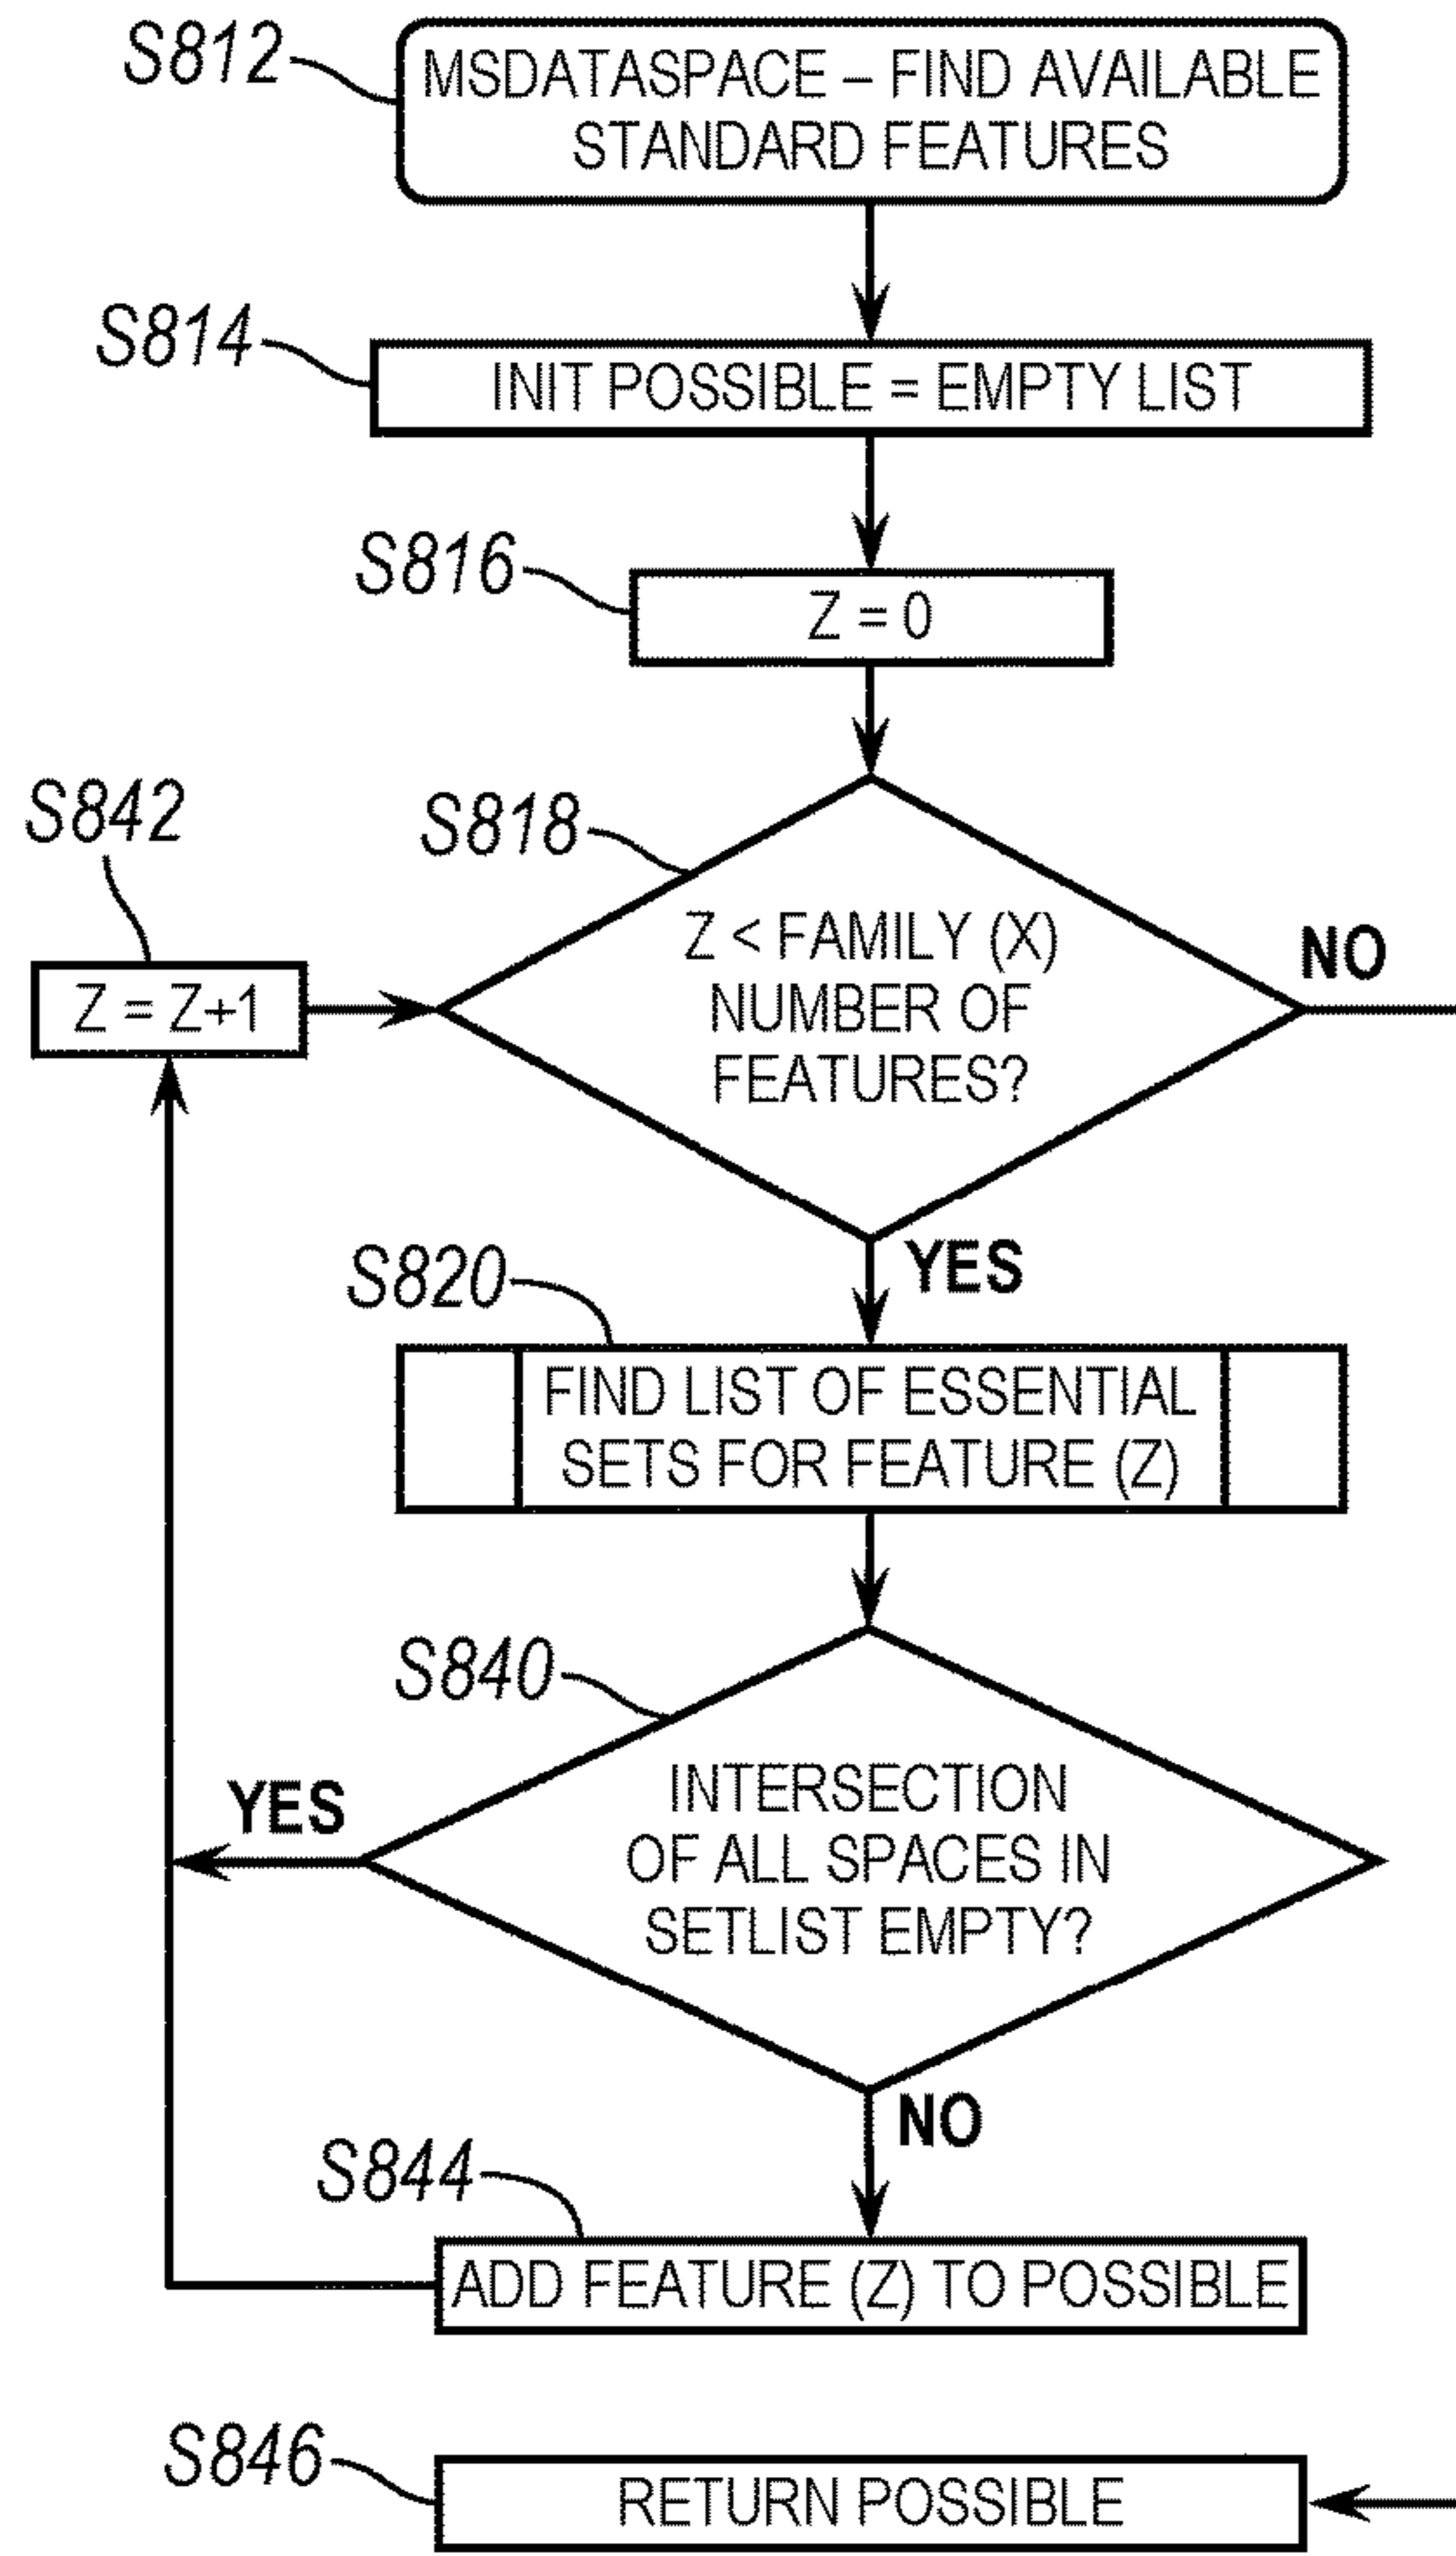 S812
MSDATASPACE – FIND AVAILABLE
STANDARD FEATURES
S814
INIT POSSIBLE = EMPTY LIST
S816
Z = 0
S842
Z = Z+1
S818
Z < FAMILY (X)
NUMBER OF
FEATURES?
NO
YES
S820
FIND LIST OF ESSENTIAL
SETS FOR FEATURE (Z)
S840
INTERSECTION
OF ALL SPACES IN
SETLIST EMPTY?
YES
NO
S844
ADD FEATURE (Z) TO POSSIBLE
S846
RETURN POSSIBLE